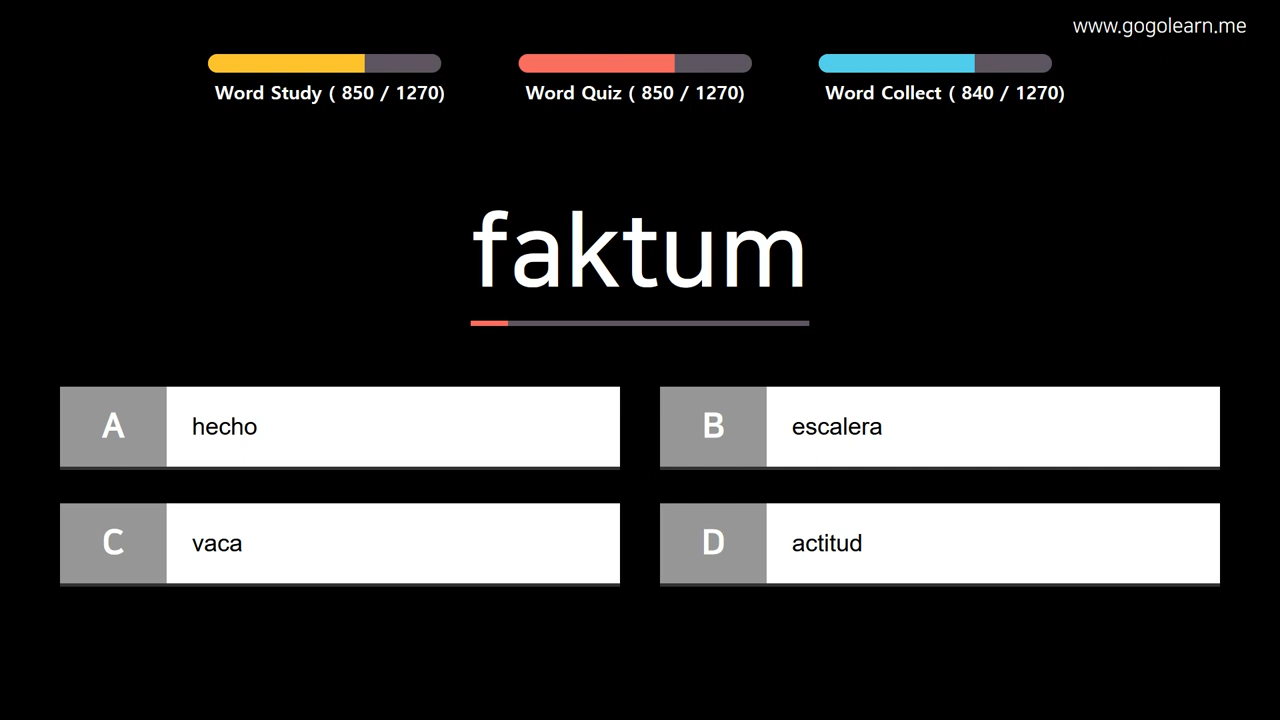 www.gogolearn.me
Word Study ( 850 / 1270)
Word Quiz ( 850 / 1270)
Word Collect ( 840 / 1270)
faktum
A hecho
B escalera
C vaca
D actitud